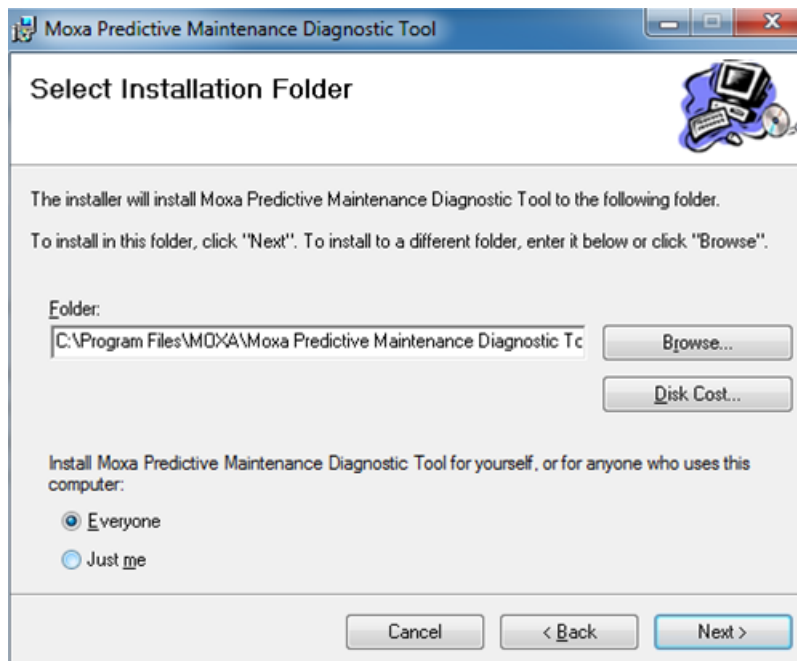 Moxa Predictive Maintenance Diagnostic Tool
Select Installation Folder
The installer will install Moxa Predictive Maintenance Diagnostic Tool to the following folder.
To install in this folder, click "Next". To install to a different folder, enter it below or click "Browse".
Folder:
C:\Program Files\MOXA\Moxa Predictive Maintenance Diagnostic Tc
Browse...
Disk Cost...
Install Moxa Predictive Maintenance Diagnostic Tool for yourself, or for anyone who uses this
computer:
Everyone
Just me
Cancel
< Back
Next >